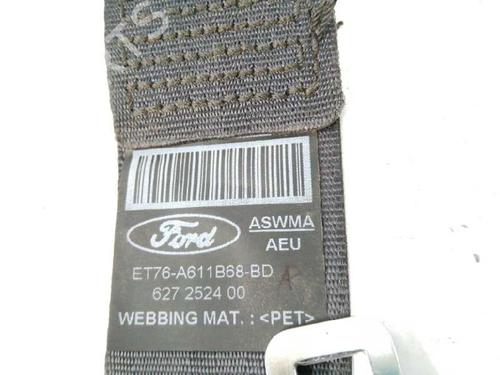 Ford
ASWMA
AEU
ET76-A611B68-BD
627 2524 00
WEBBING MAT. : <PET>